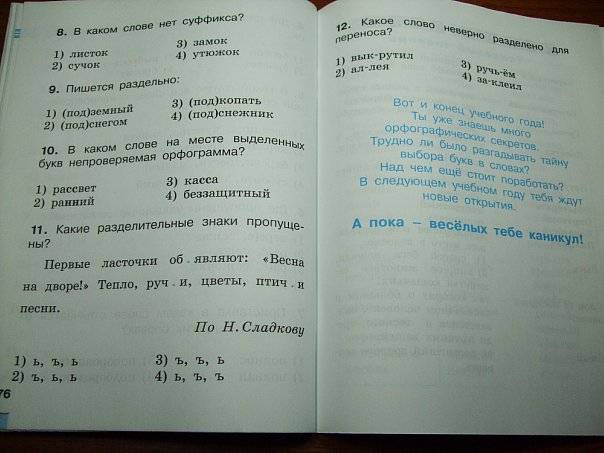 8. В каком слове нет суффикса?
1) листок
3) замок
2) сучок
4) утюжок
9. Пишется раздельно:
1) (под)земный
3) (под)копать
2) (под)снегом
4) (под)снежник
10. В каком слове на месте выделенных
букв непроверяемая орфограмма?
1) рассвет
3) касса
2) ранний
4) беззащитный
11. Какие разделительные знаки пропуще-
ны?
Первые ласточки об . являют: «Весна
на дворе!» Тепло, руч . и, цветы, птич . и
песни.
По Н. Сладкову
1) ь, ъ, ь
3) ъ, ъ, ь
2) ъ, ь, ь
4) ь, ъ, ъ
76
12. Какое слово неверно разделено для
переноса?
1) вык-рутил
3) ручь-ём
2) ал-лея
4) за-клеил
Вот и конец учебного года!
Ты уже знаешь много
орфографических секретов.
Трудно ли было разгадывать тайну
выбора букв в словах?
Над чем ещё стоит поработать?
В следующем учебном году тебя ждут
новые открытия.
А пока – весёлых тебе каникул!